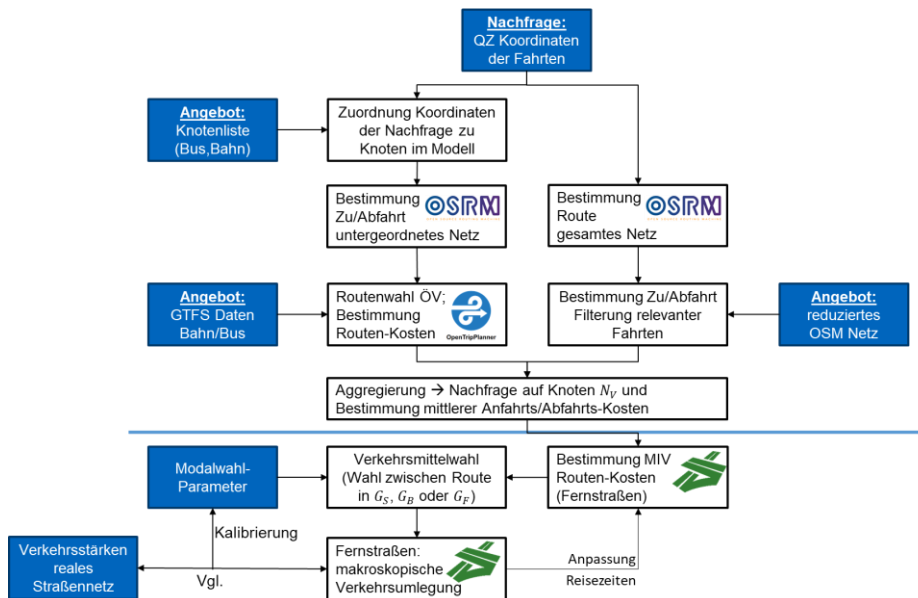 Nachfrage:
QZ Koordinaten
der Fahrten
Angebot:
Knotenliste
(Bus,Bahn)
Zuordnung Koordinaten
der Nachfrage zu
Knoten im Modell
Bestimmung
Zu/Abfahrt
untergeordnetes Netz
OSRM
Bestimmung
Route
gesamtes Netz
OSRM
Angebot:
GTFS Daten
Bahn/Bus
Routenwahl ÖV;
Bestimmung
Routen-Kosten
OpenTripPlanner
Bestimmung Zu/Abfahrt
Filterung relevanter
Fahrten
Angebot:
reduziertes
OSM Netz
Aggregierung → Nachfrage auf Knoten N_V und
Bestimmung mittlerer Anfahrts/Abfahrts-Kosten
Modalwahl-
Parameter
Verkehrsmittelwahl
(Wahl zwischen Route
in G_S, G_B oder G_F)
Bestimmung MIV
Routen-Kosten
(Fernstraßen)
Kalibrierung
Verkehrsstärken
reales
Straßennetz
Vgl.
Fernstraßen:
makroskopische
Verkehrsumlegung
Anpassung
Reisezeiten